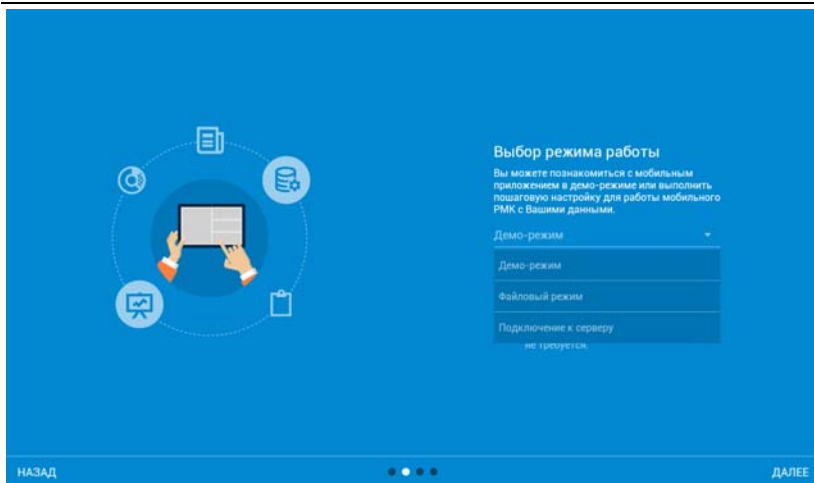 Выбор режима работы
Вы можете познакомиться с мобильным
приложением в демо-режиме или выполнить
пошаговую настройку для работы мобильного
РМК с Вашими данными.
Демо-режим
Демо-режим
Файловый режим
Подключение к серверу
не требуется.
НАЗАД
ДАЛЕЕ